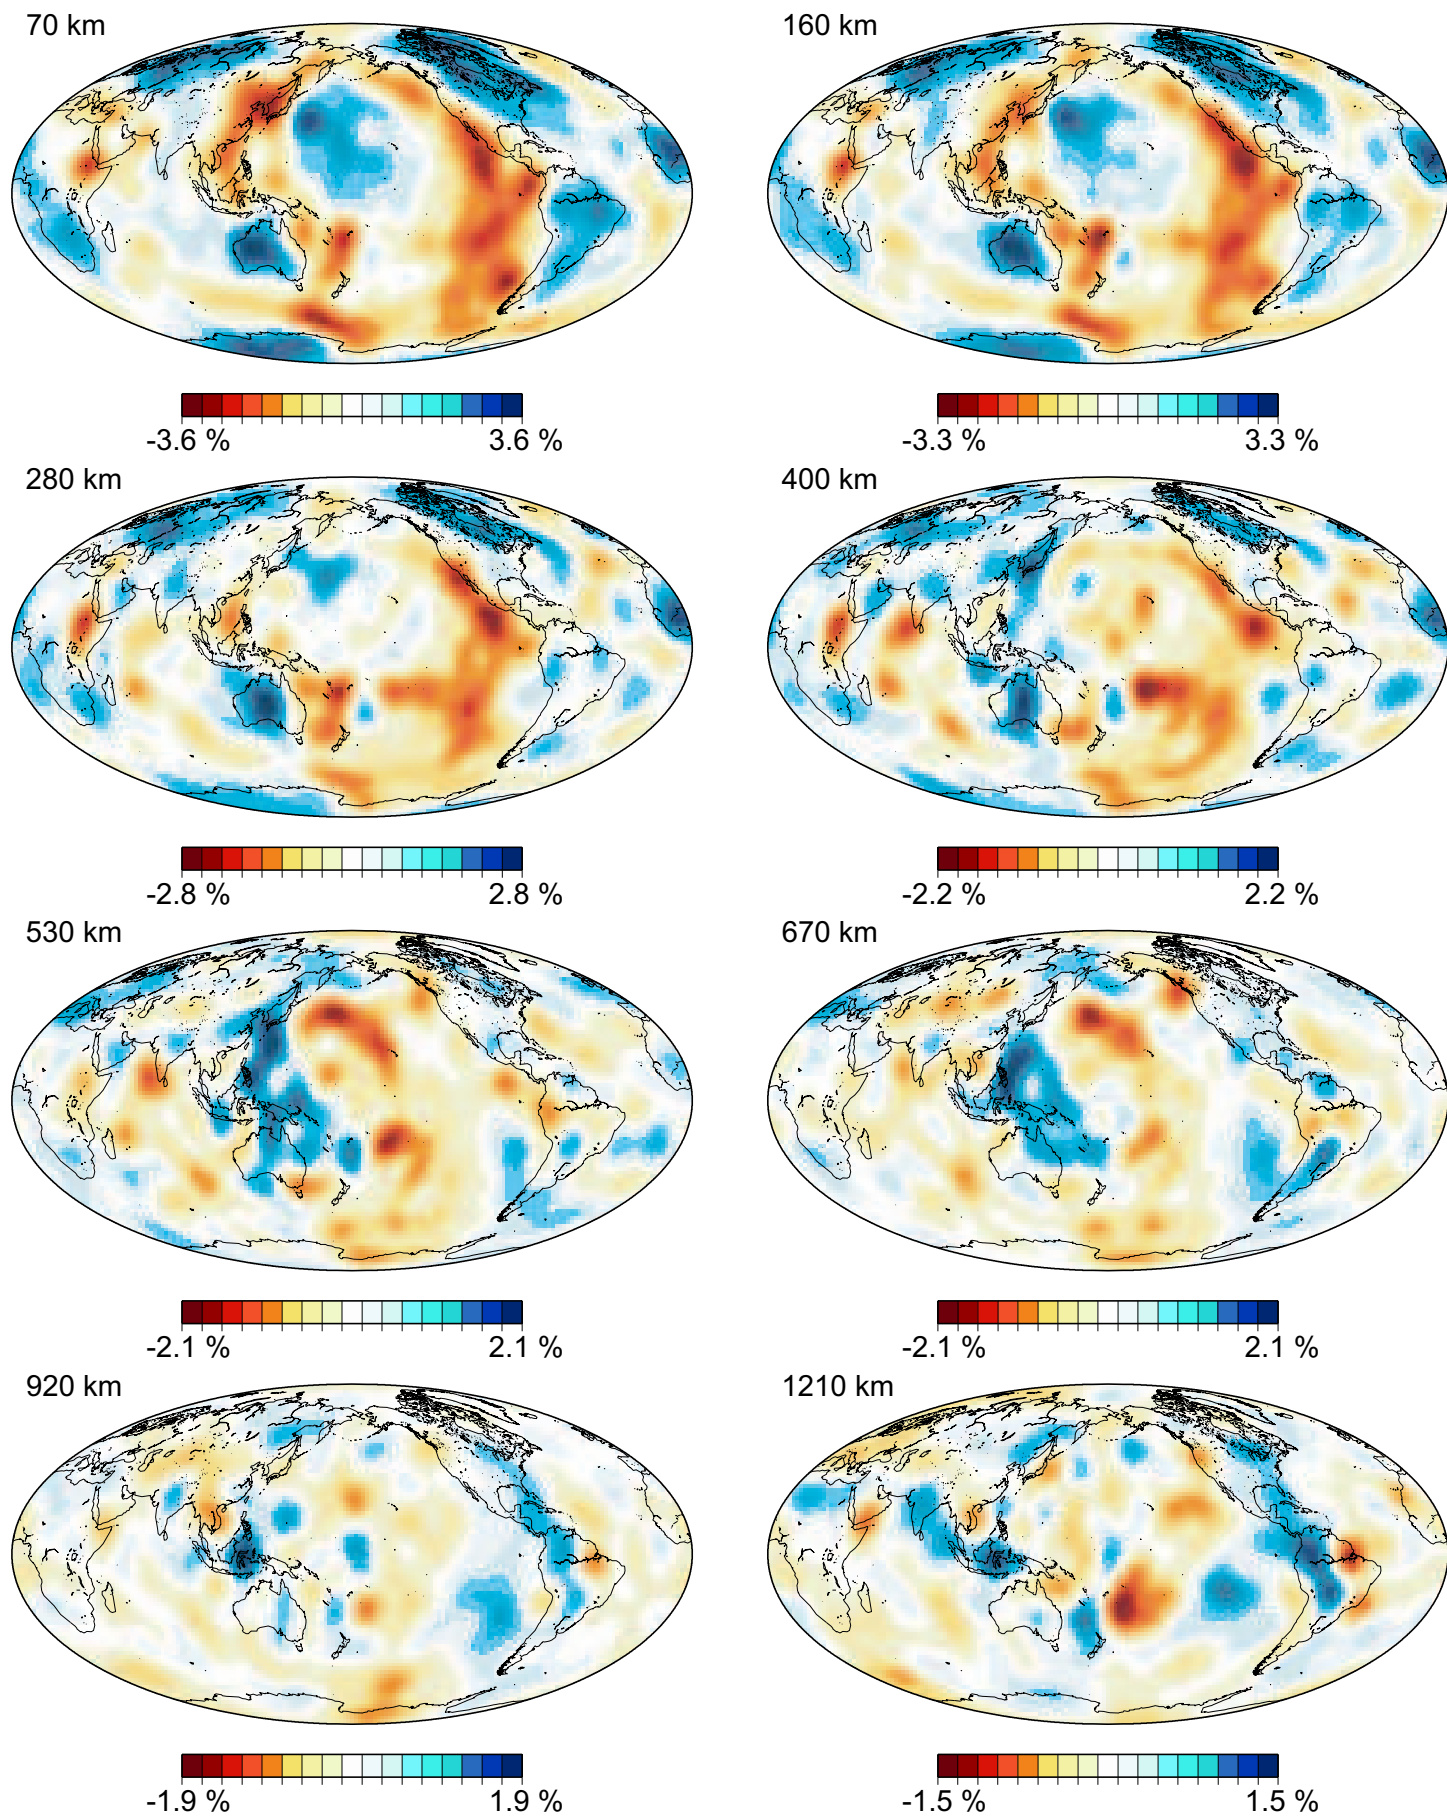 70 km
160 km
-3.6 % 3.6 %
-3.3 % 3.3 %
280 km
400 km
-2.8 % 2.8 %
-2.2 % 2.2 %
530 km
670 km
-2.1 % 2.1 %
-2.1 % 2.1 %
920 km
1210 km
-1.9 % 1.9 %
-1.5 % 1.5 %